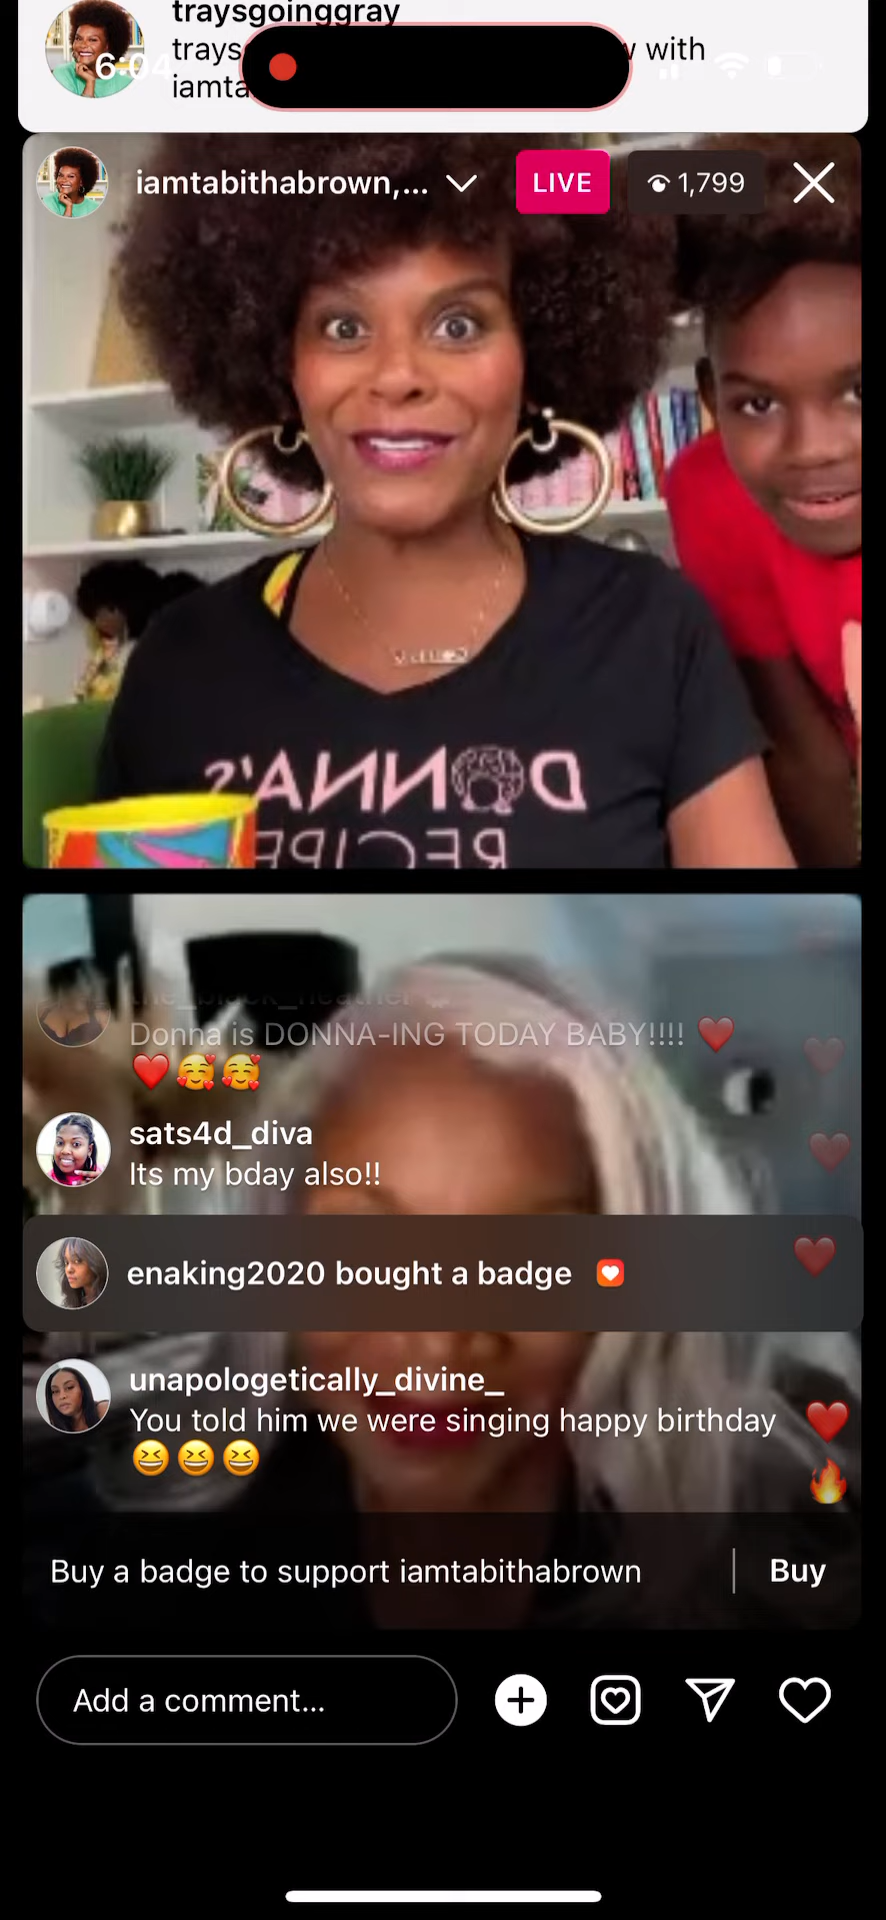 traysgoinggray
trays
with
iamta
6:04
iamtabithabrown,...
LIVE
1,799
DONNA'S
RECIPE
the_black_heather
Donna is DONNA-ING TODAY BABY!!!! ❤️
❤️🥰🥰
sats4d_diva
Its my bday also!!
enaking2020 bought a badge
unapologetically_divine_
You told him we were singing happy birthday
😆😆😆
Buy a badge to support iamtabithabrown
Buy
Add a comment...